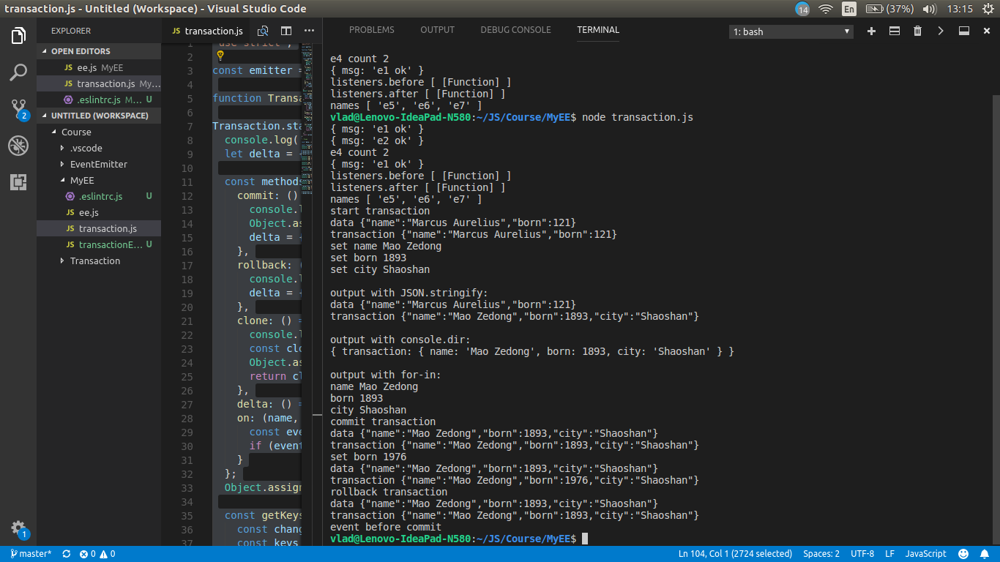 transaction.js - Untitled (Workspace) - Visual Studio Code
14 En (37%) 13:15
EXPLORER
OPEN EDITORS
JS ee.js MyEE
JS transaction.js My...
.eslintrc.js M... U
UNTITLED (WORKSPACE)
Course
.vscode
EventEmitter
MyEE
.eslintrc.js U
JS ee.js
JS transaction.js
JS transactionE... U
Transaction
2
1
JS transaction.js
1 'use strict';
2
3 const emitter =
4
5 function Transa
6
7 Transaction.sta
8 console.log(
9 let delta = {
10
11 const methods
12 commit: ()
13 console.l
14 Object.as
15 delta = {
16 },
17 rollback: (
18 console.l
19 delta = {
20 },
21 clone: () =
22 console.l
23 const clo
24 Object.as
25 return cl
26 },
27 delta: () =
28 on: (name,
29 const eve
30 if (event
31 }
32 };
33 Object.assign
34
35 const getKeys
36 const chang
37 const keys
PROBLEMS OUTPUT DEBUG CONSOLE TERMINAL 1: bash
e4 count 2
{ msg: 'e1 ok' }
listeners.before [ [Function] ]
listeners.after [ [Function] ]
names [ 'e5', 'e6', 'e7' ]
vlad@Lenovo-IdeaPad-N580:~/JS/Course/MyEE$ node transaction.js
{ msg: 'e1 ok' }
{ msg: 'e2 ok' }
e4 count 2
{ msg: 'e1 ok' }
listeners.before [ [Function] ]
listeners.after [ [Function] ]
names [ 'e5', 'e6', 'e7' ]
start transaction
data {"name":"Marcus Aurelius","born":121}
transaction {"name":"Marcus Aurelius","born":121}
set name Mao Zedong
set born 1893
set city Shaoshan
output with JSON.stringify:
data {"name":"Marcus Aurelius","born":121}
transaction {"name":"Mao Zedong","born":1893,"city":"Shaoshan"}
output with console.dir:
{ transaction: { name: 'Mao Zedong', born: 1893, city: 'Shaoshan' } }
output with for-in:
name Mao Zedong
born 1893
city Shaoshan
commit transaction
data {"name":"Mao Zedong","born":1893,"city":"Shaoshan"}
transaction {"name":"Mao Zedong","born":1893,"city":"Shaoshan"}
set born 1976
data {"name":"Mao Zedong","born":1893,"city":"Shaoshan"}
transaction {"name":"Mao Zedong","born":1976,"city":"Shaoshan"}
rollback transaction
data {"name":"Mao Zedong","born":1893,"city":"Shaoshan"}
transaction {"name":"Mao Zedong","born":1893,"city":"Shaoshan"}
event before commit
vlad@Lenovo-IdeaPad-N580:~/JS/Course/MyEE$
master* 0 0 Ln 104, Col 1 (2724 selected) Spaces: 2 UTF-8 LF JavaScript